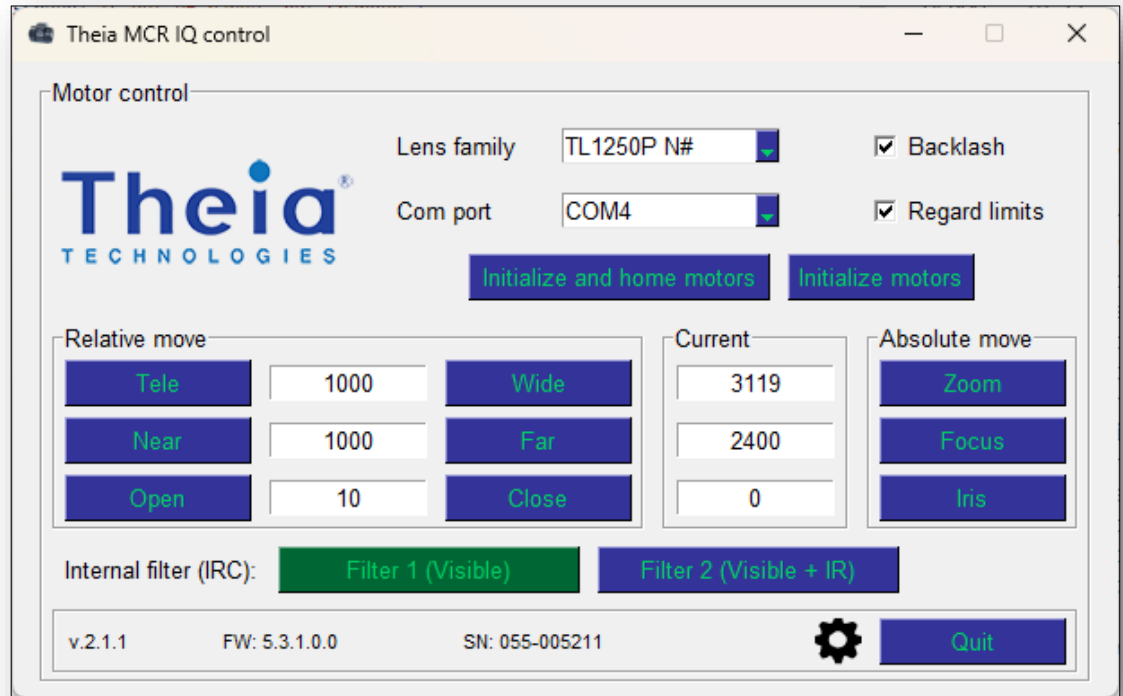 Theia MCR IQ control
Motor control
Lens family TL1250P N# Backlash
Theia®
TECHNOLOGIES
Com port COM4 Regard limits
Initialize and home motors Initialize motors
Relative move Current Absolute move
Tele 1000 Wide 3119 Zoom
Near 1000 Far 2400 Focus
Open 10 Close 0 Iris
Internal filter (IRC): Filter 1 (Visible) Filter 2 (Visible + IR)
v.2.1.1 FW: 5.3.1.0.0 SN: 055-005211 Quit